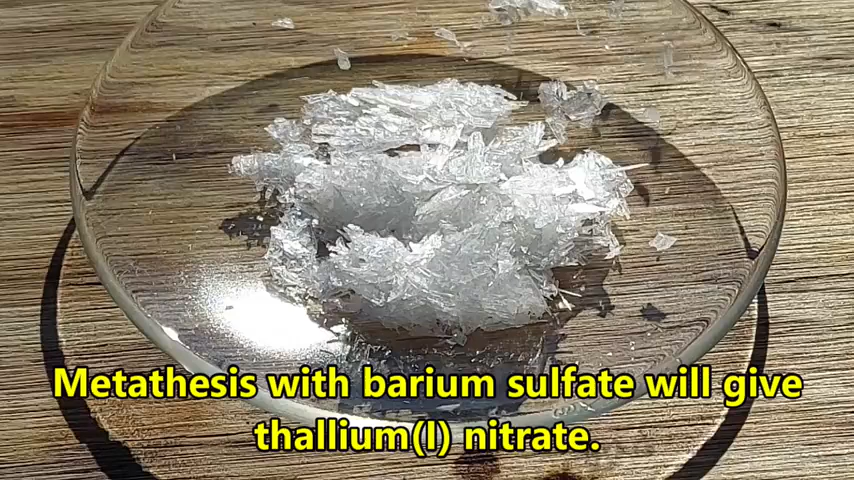 Metathesis with barium sulfate will give
thallium(I) nitrate.